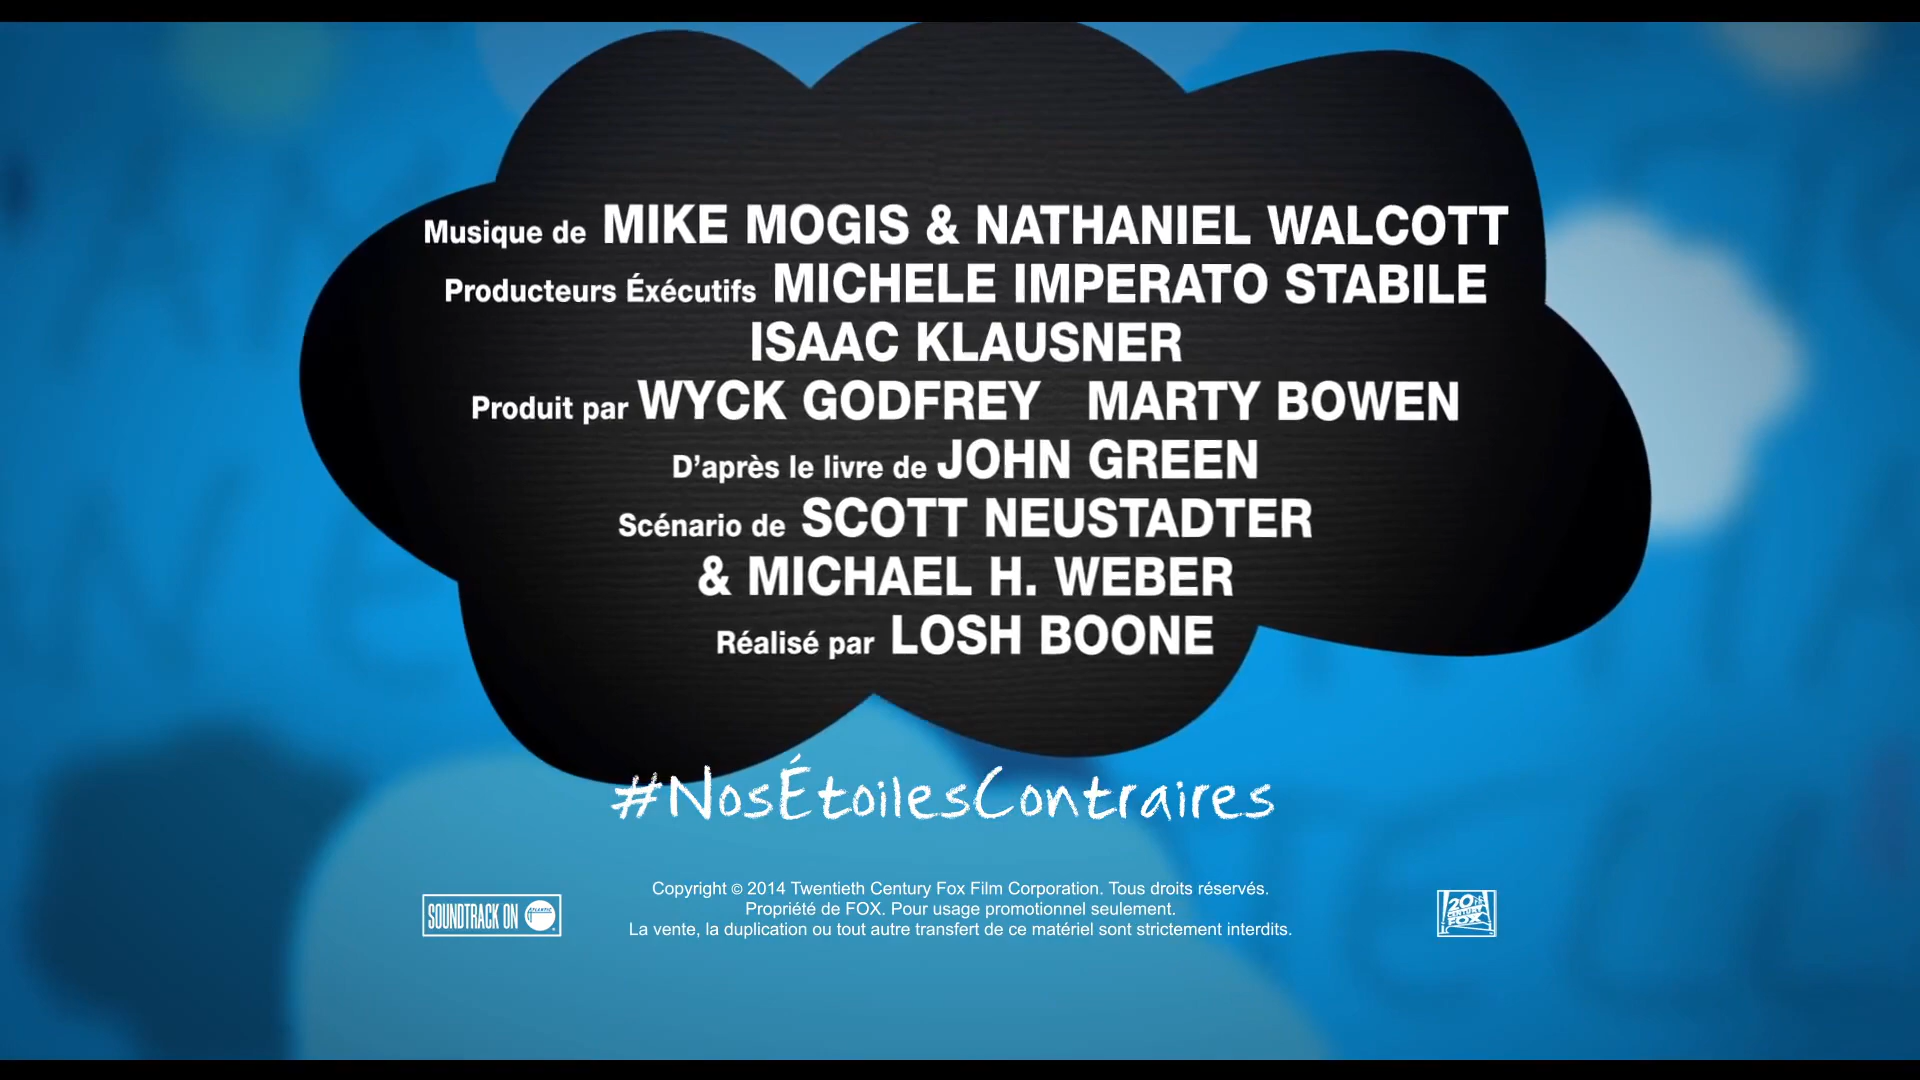 Musique de MIKE MOGIS & NATHANIEL WALCOTT
Producteurs Éxécutifs MICHELE IMPERATO STABILE
ISAAC KLAUSNER
Produit par WYCK GODFREY MARTY BOWEN
D'après le livre de JOHN GREEN
Scénario de SCOTT NEUSTADTER
& MICHAEL H. WEBER
Réalisé par LOSH BOONE
#NosÉtoilesContraires
Copyright © 2014 Twentieth Century Fox Film Corporation. Tous droits réservés.
Propriété de FOX. Pour usage promotionnel seulement.
La vente, la duplication ou tout autre transfert de ce matériel sont strictement interdits.
SOUNDTRACK ON ATLANTIC
20th
CENTURY
FOX